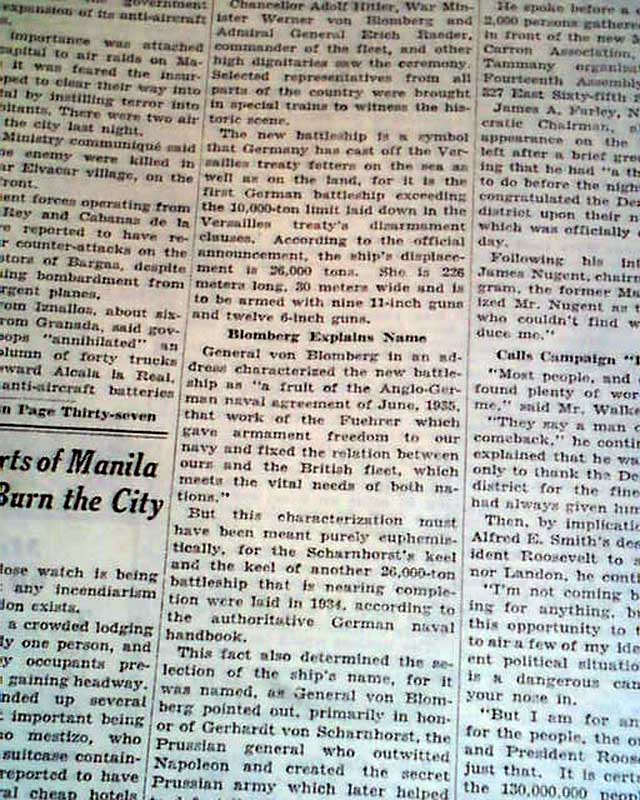 government
expansion of its anti-aircraft
importance was attached
capital to air raids on Ma-
it was feared the insur-
ped to clear their way into
tal by instilling terror into
bitants. There were two air
the city last night.
Ministry communiqué said
e enemy were killed in
ar Elvacar village, on the
front.
ent forces operating from
Rey and Cabanas de la
e reported to have re-
r counter-attacks on the
stors of Bargas, despite
ing bombardment from
rgent planes.
rom Iznallos, about six-
rom Granada, said gov-
oops "annihilated" an
olumn of forty trucks
ward Alcala la Real,
anti-aircraft batteries
n Page Thirty-seven
rts of Manila
Burn the City
lose watch is being
any incendiarism
ion exists.
a crowded lodging
ly one person, and
y occupants pre-
gaining headway.
nded up several
important being
o mestizo, who
suitcase contain-
reported to have
al cheap hotels
Chancellor Adolf Hitler, War Min-
ister Werner von Blomberg and
Admiral General Erich Raeder,
commander of the fleet, and other
high dignitaries saw the ceremony.
Selected representatives from all
parts of the country were brought
in special trains to witness the his-
toric scene.
The new battleship is a symbol
that Germany has cast off the Ver-
sailles treaty fetters on the sea as
well as on the land, for it is the
first German battleship exceeding
the 10,000-ton limit laid down in the
Versailles treaty's disarmament
clauses. According to the official
announcement, the ship's displace-
ment is 26,000 tons. She is 226
meters long, 30 meters wide and is
to be armed with nine 11-inch guns
and twelve 6-inch guns.
Blomberg Explains Name
General von Blomberg in an ad-
dress characterized the new battle-
ship as "a fruit of the Anglo-Ger-
man naval agreement of June, 1935,
that work of the Fuehrer which
gave armament freedom to our
navy and fixed the relation between
ours and the British fleet, which
meets the vital needs of both na-
tions."
But this characterization must
have been meant purely euphemis-
tically, for the Scharnhorst's keel
and the keel of another 26,000-ton
battleship that is nearing comple-
tion were laid in 1934, according to
the authoritative German naval
handbook.
This fact also determined the se-
lection of the ship's name, for it
was named, as General von Blom-
berg pointed out, primarily in hon-
or of Gerhardt von Scharnhorst, the
Prussian general who outwitted
Napoleon and created the secret
Prussian army which later helped
He spoke before a
2,000 persons gathere
in front of the new M
Carron Association,
Tammany organiza
Fourteenth Assembl
327 East Sixty-fifth
James A. Farley, N
cratic Chairman,
appearance on the
left after a brief gree
ing that he had "a th
to do before the night
congratulated the Dem
district upon their n
which was officially
day.
Following his int
James Nugent, chairm
gram, the former Ma
ized Mr. Nugent as t
who couldn't find w
duce me."
Calls Campaign
"Most people, and
found plenty of wor
me," said Mr. Walke
"They say a man c
comeback," he contin
explained that he wa
only to thank the De
district for the fine
had always given him
Then, by implicatio
Alfred E. Smith's des
ident Roosevelt to
nor Landon, he cont
"I'm not coming b
ing for anything, b
this opportunity to
to air a few of my ide
ent political situatio
is a dangerous can
your nose in.
"But I am for an
for the people, the o
and President Roos
just that. It is certa
the 130,000,000 peop